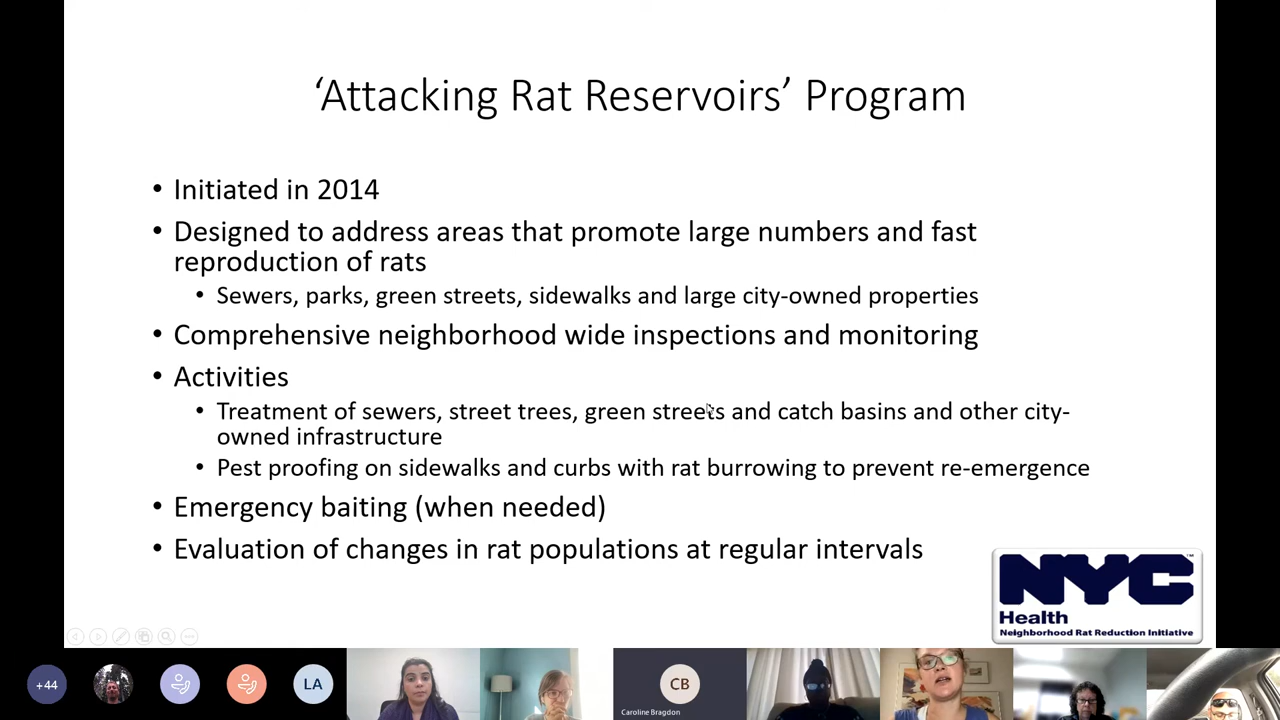 ‘Attacking Rat Reservoirs’ Program
• Initiated in 2014
• Designed to address areas that promote large numbers and fast
reproduction of rats
• Sewers, parks, green streets, sidewalks and large city-owned properties
• Comprehensive neighborhood wide inspections and monitoring
• Activities
• Treatment of sewers, street trees, green streets and catch basins and other city-
owned infrastructure
• Pest proofing on sidewalks and curbs with rat burrowing to prevent re-emergence
• Emergency baiting (when needed)
• Evaluation of changes in rat populations at regular intervals
NYC™
Health
Neighborhood Rat Reduction Initiative
+44
LA
CB
Caroline Bragdon